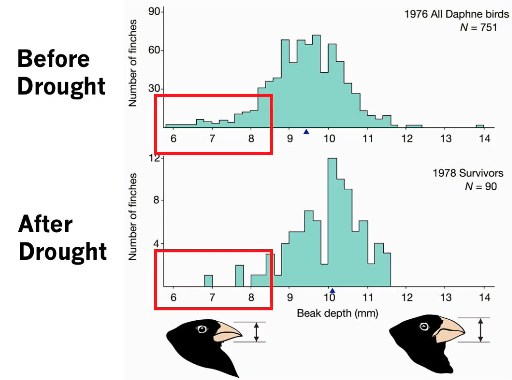 Before
Drought
1976 All Daphne birds
N = 751
Number of finches
90
60
30
6 7 8 9 10 11 12 13 14
After
Drought
1978 Survivors
N = 90
Number of finches
12
8
4
6 7 8 9 10 11 12 13 14
Beak depth (mm)